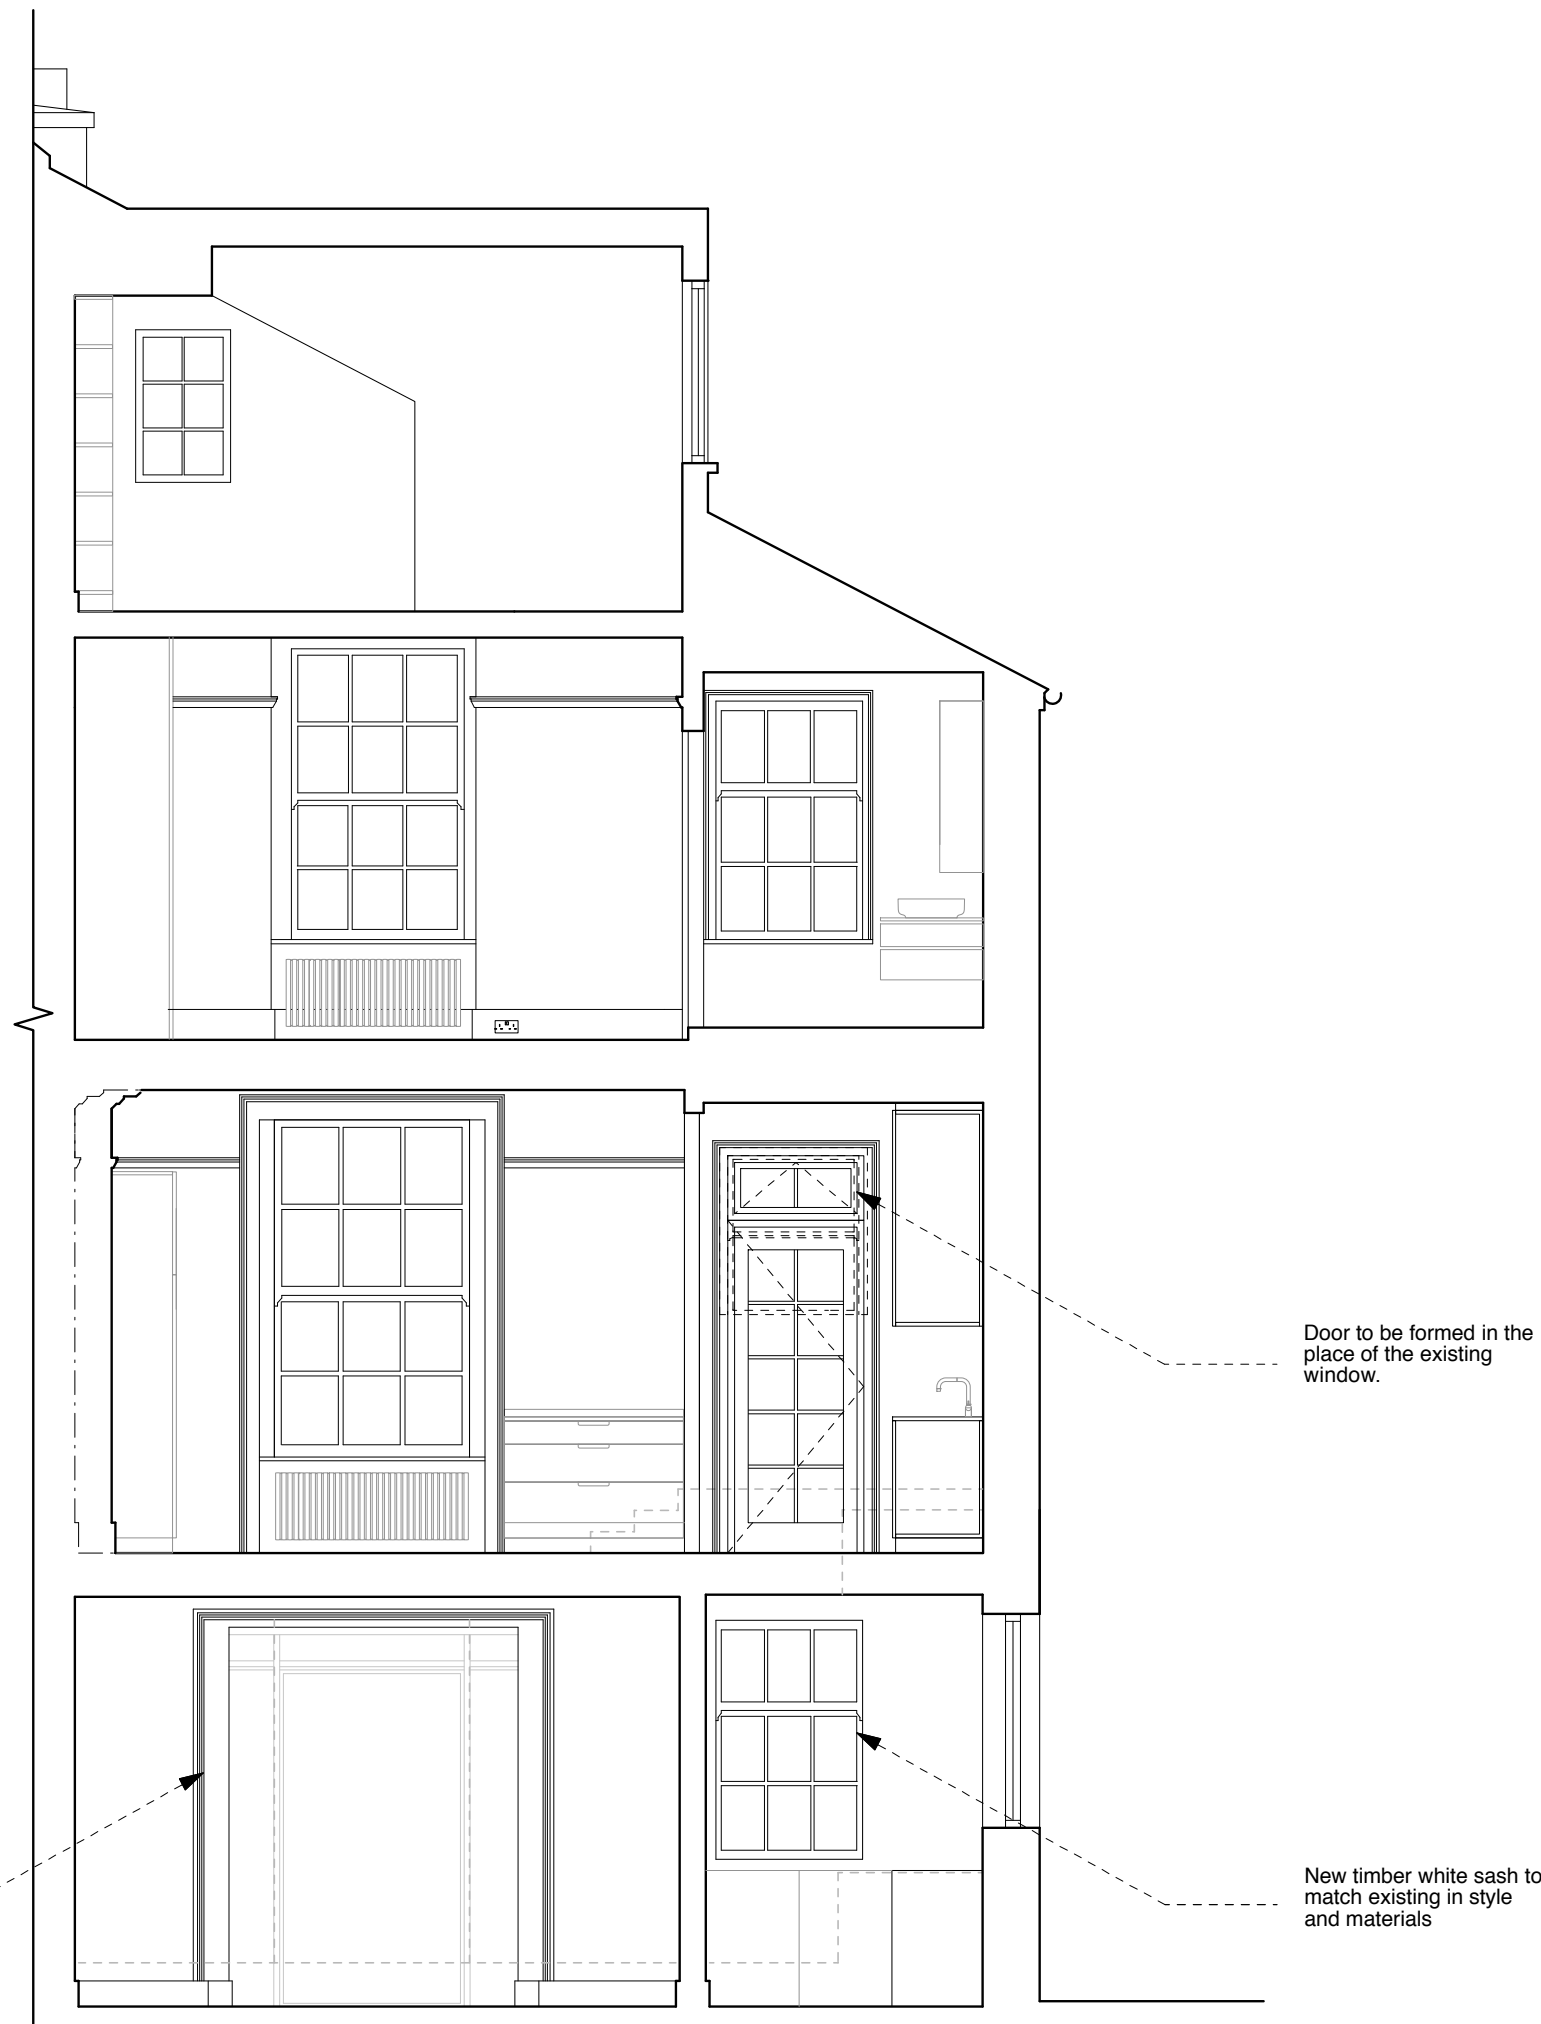 Door to be formed in the
place of the existing
window.
New timber white sash to
match existing in style
and materials